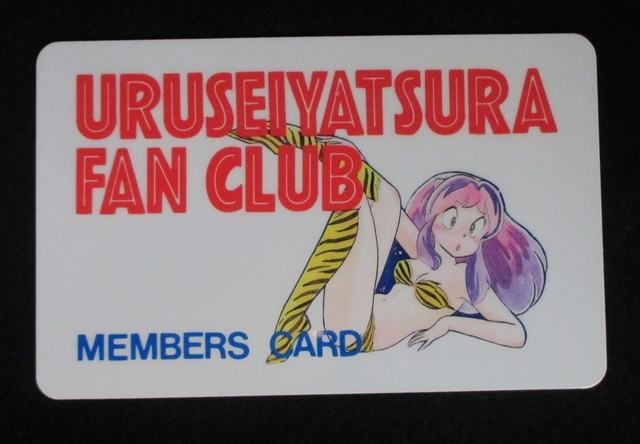 URUSEIYATSURA
FAN CLUB
MEMBERS CARD